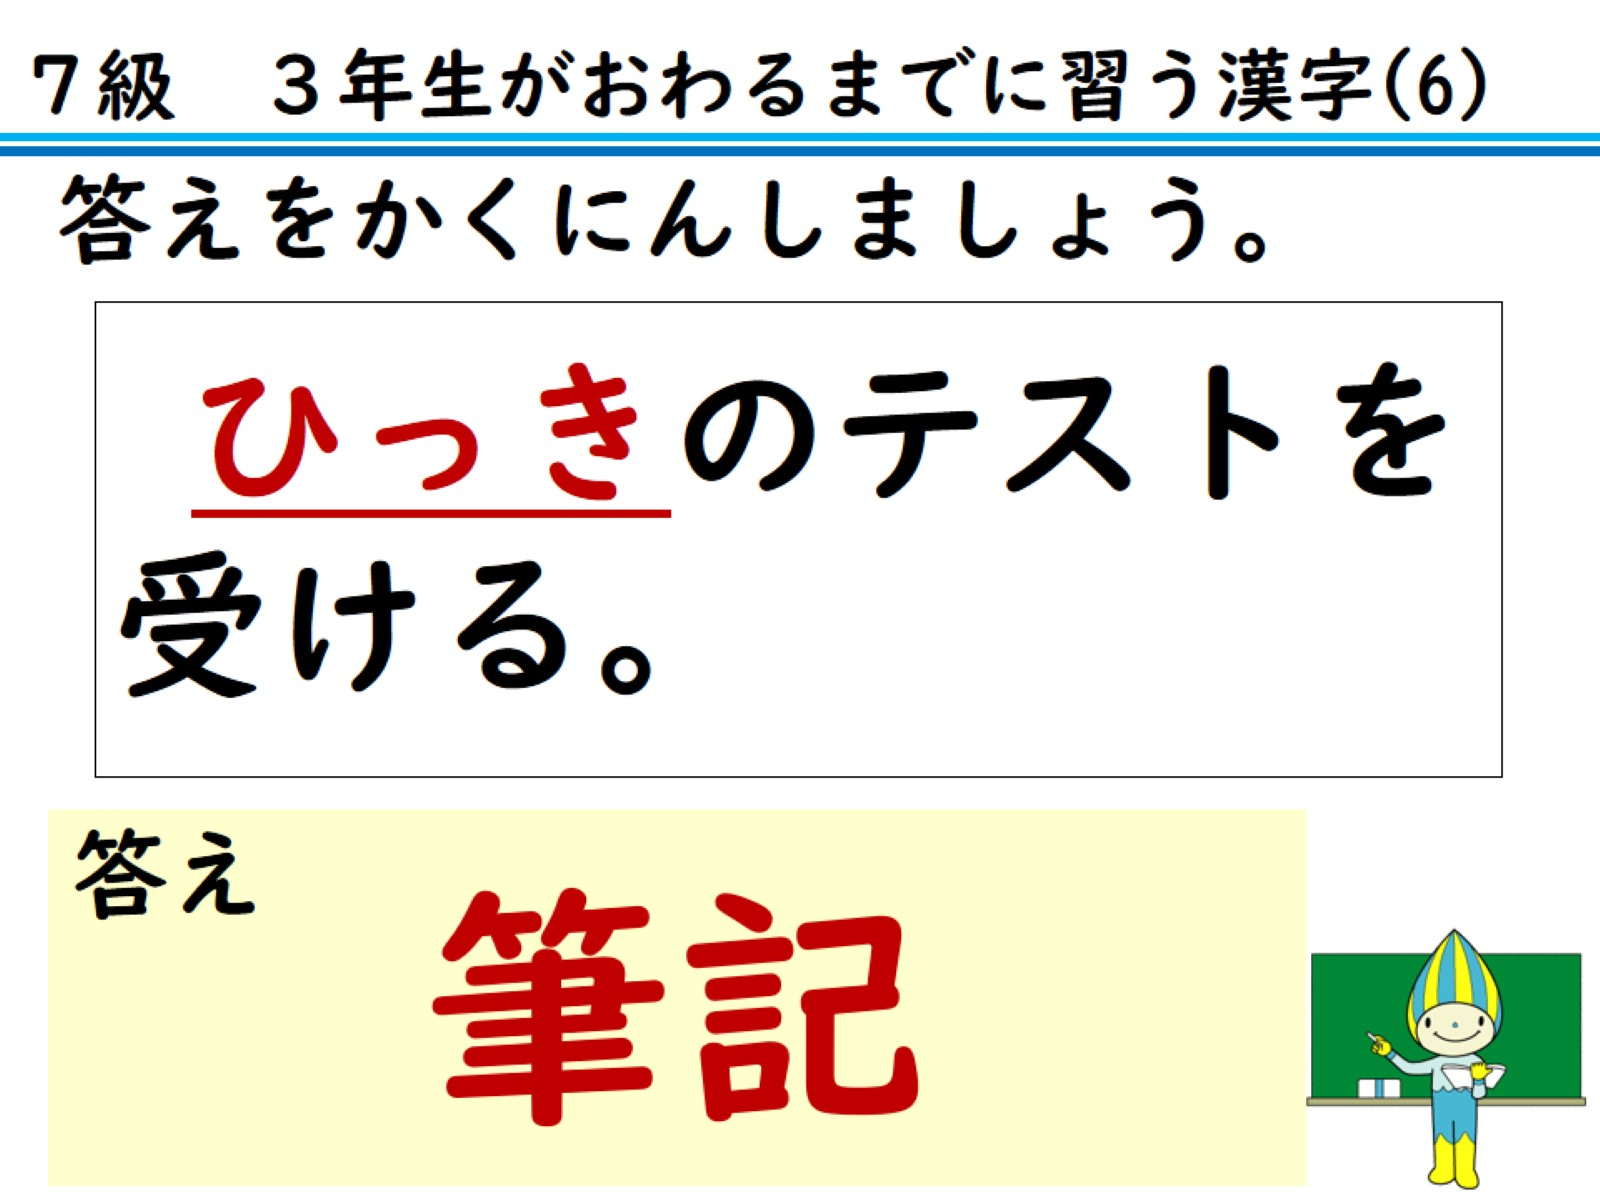 ７級　３年生がおわるまでに習う漢字(6)
答えをかくにんしましょう。
ひっきのテストを
受ける。
答え
筆記